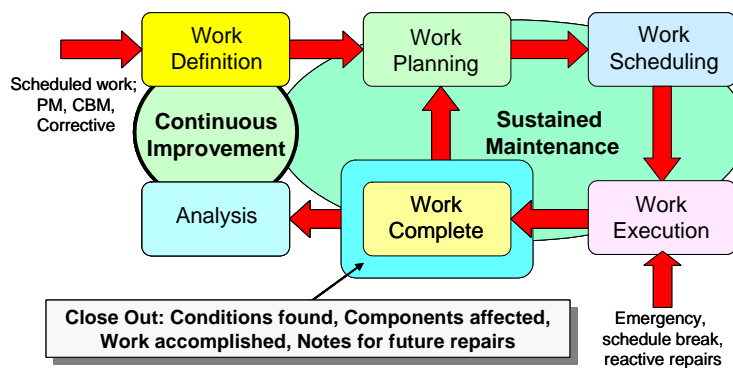 Work
Definition
Work
Planning
Work
Scheduling
Scheduled work;
PM, CBM,
Corrective
Continuous
Improvement
Sustained
Maintenance
Analysis
Work
Complete
Work
Execution
Close Out: Conditions found, Components affected,
Work accomplished, Notes for future repairs
Emergency,
schedule break,
reactive repairs